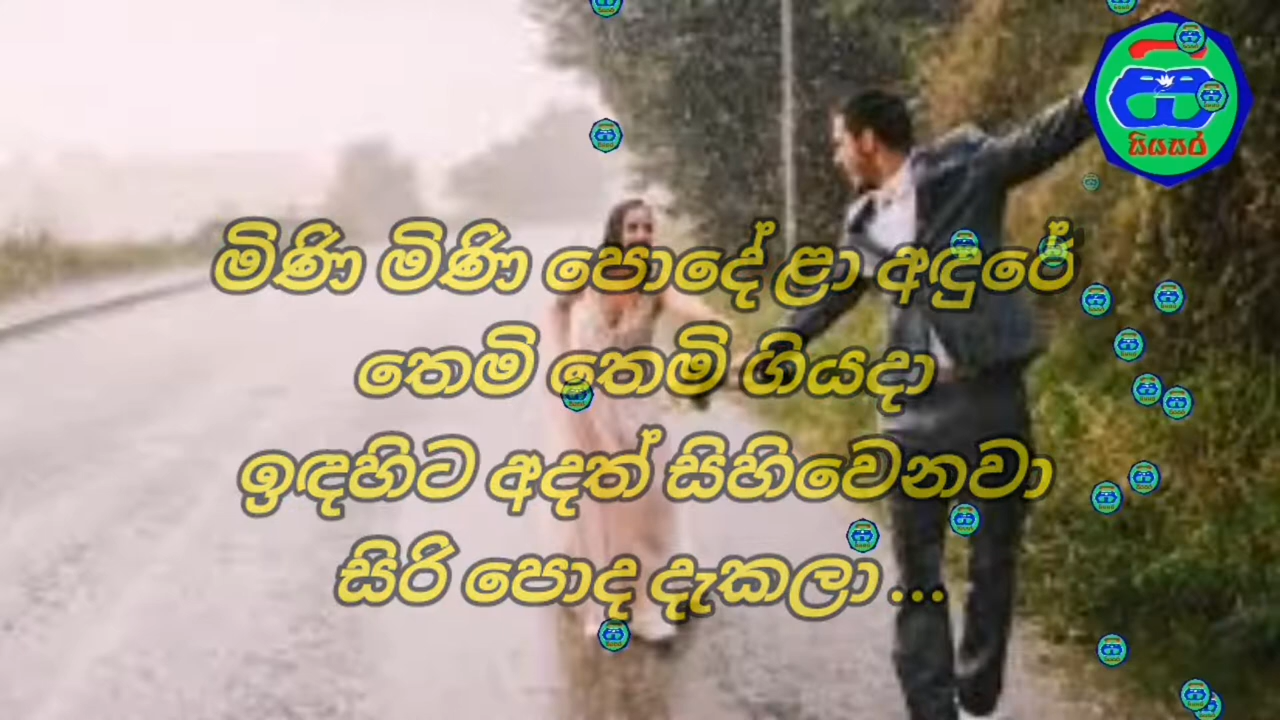 සියසර
මිණි මිණි පොදේ ළා අඳුරේ
තෙමි තෙමි ගියදා
ඉඳහිට අදත් සිහිවෙනවා
සිරි පොද දැකලා ...